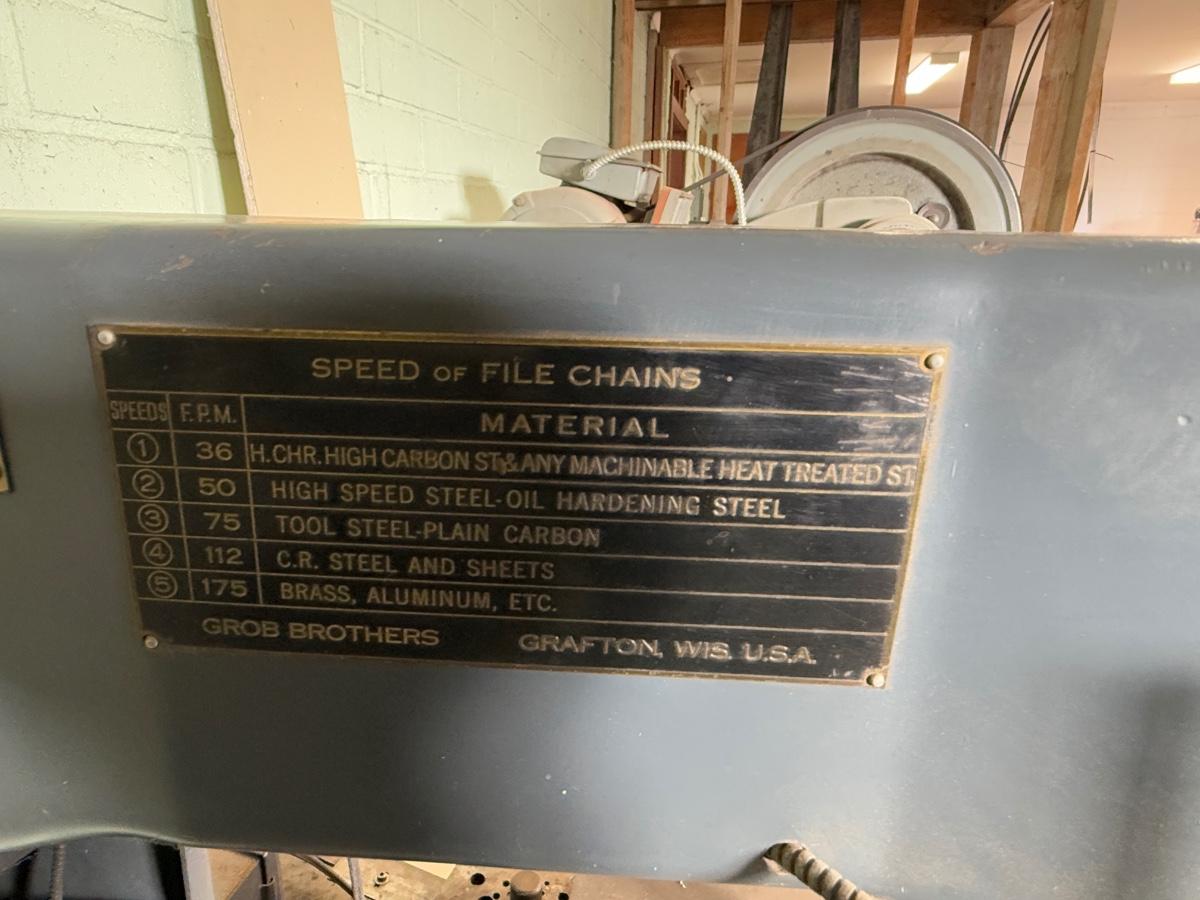 SPEED OF FILE CHAINS
SPEEDS F.P.M. MATERIAL
1 36 H.CHR. HIGH CARBON ST. & ANY MACHINABLE HEAT TREATED ST.
2 50 HIGH SPEED STEEL-OIL HARDENING STEEL
3 75 TOOL STEEL-PLAIN CARBON
4 112 C.R. STEEL AND SHEETS
5 175 BRASS, ALUMINUM, ETC.
GROB BROTHERS GRAFTON, WIS. U.S.A.